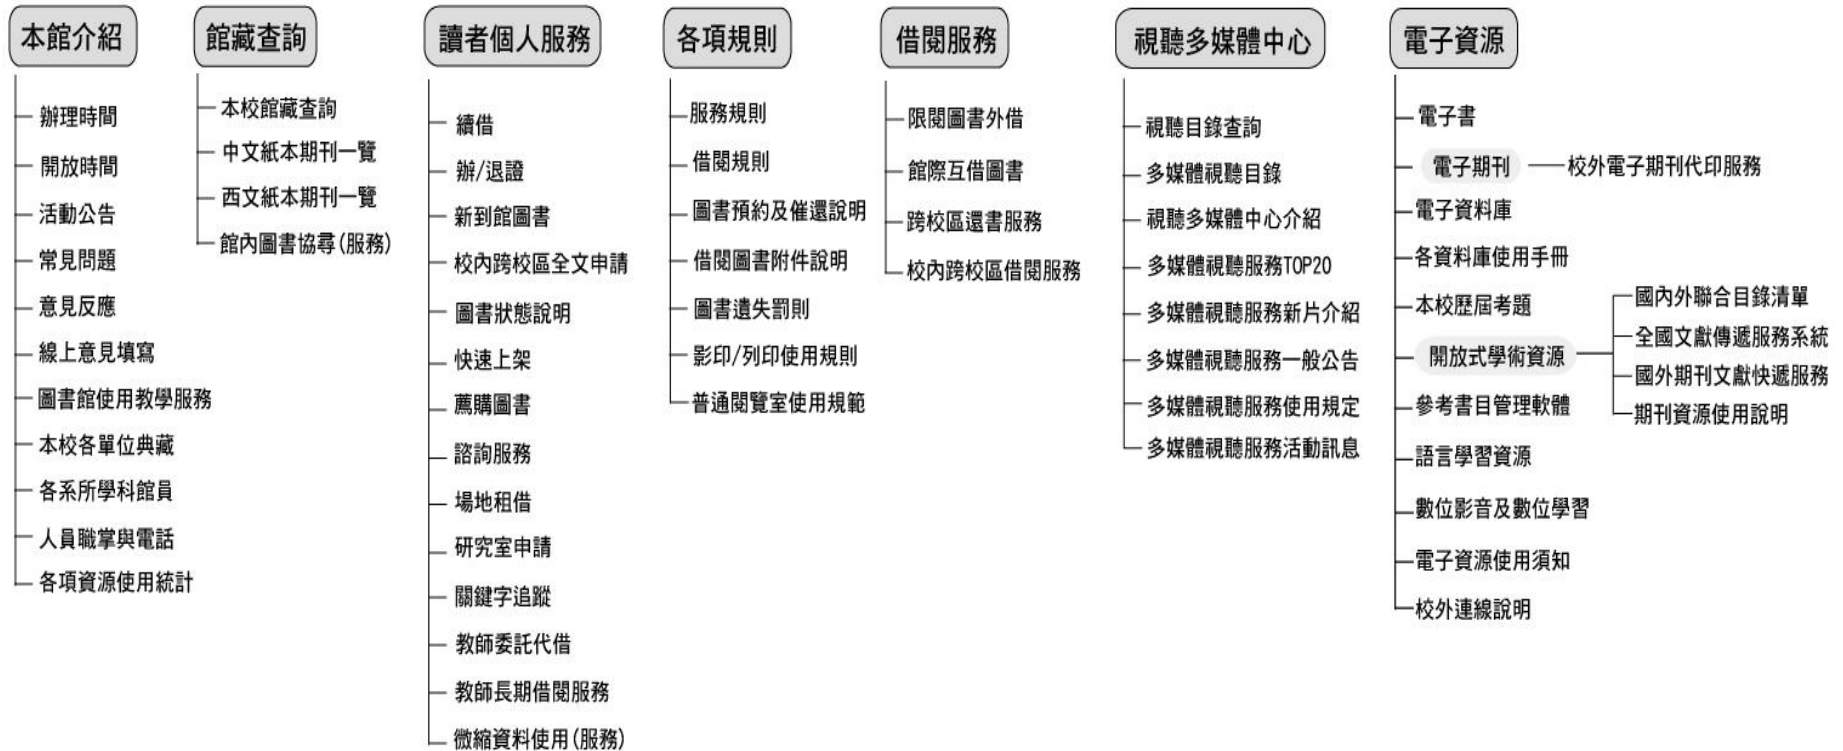 本館介紹
辦理時間
開放時間
活動公告
常見問題
意見反應
線上意見填寫
圖書館使用教學服務
本校各單位典藏
各系所學科館員
人員職掌與電話
各項資源使用統計
館藏查詢
本校館藏查詢
中文紙本期刊一覽
西文紙本期刊一覽
館內圖書協尋(服務)
讀者個人服務
續借
辦/退證
新到館圖書
校內跨校區全文申請
圖書狀態說明
快速上架
薦購圖書
諮詢服務
場地租借
研究室申請
關鍵字追蹤
教師委託代借
教師長期借閱服務
微縮資料使用(服務)
各項規則
服務規則
借閱規則
圖書預約及催還說明
借閱圖書附件說明
圖書遺失罰則
影印/列印使用規則
普通閱覽室使用規範
借閱服務
限閱圖書外借
館際互借圖書
跨校區還書服務
校內跨校區借閱服務
視聽多媒體中心
視聽目錄查詢
多媒體視聽目錄
視聽多媒體中心介紹
多媒體視聽服務TOP20
多媒體視聽服務新片介紹
多媒體視聽服務一般公告
多媒體視聽服務使用規定
多媒體視聽服務活動訊息
電子資源
電子書
電子期刊
校外電子期刊代印服務
電子資料庫
各資料庫使用手冊
本校歷屆考題
開放式學術資源
國內外聯合目錄清單
全國文獻傳遞服務系統
國外期刊文獻快遞服務
期刊資源使用說明
參考書目管理軟體
語言學習資源
數位影音及數位學習
電子資源使用須知
校外連線說明